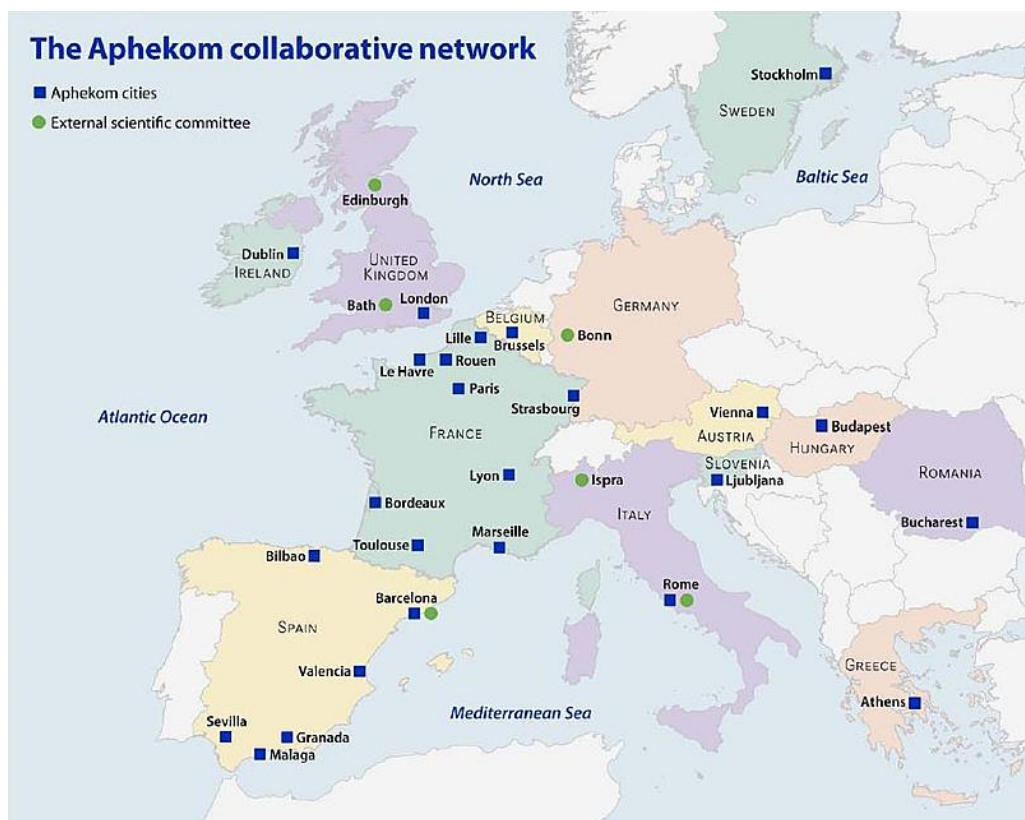 The Aphekom collaborative network
Aphekom cities
External scientific committee
Stockholm
SWEDEN
North Sea
Baltic Sea
Edinburgh
Dublin
IRELAND
UNITED
KINGDOM
Bath
London
GERMANY
BELGIUM
Brussels
Bonn
Lille
Le Havre
Rouen
Paris
Strasbourg
Atlantic Ocean
FRANCE
Vienna
AUSTRIA
Budapest
HUNGARY
SLOVENIA
Ljubljana
ROMANIA
Bucharest
Lyon
Ispra
ITALY
Bordeaux
Toulouse
Marseille
Bilbao
Barcelona
Rome
SPAIN
Valencia
GREECE
Athens
Mediterranean Sea
Sevilla
Granada
Malaga